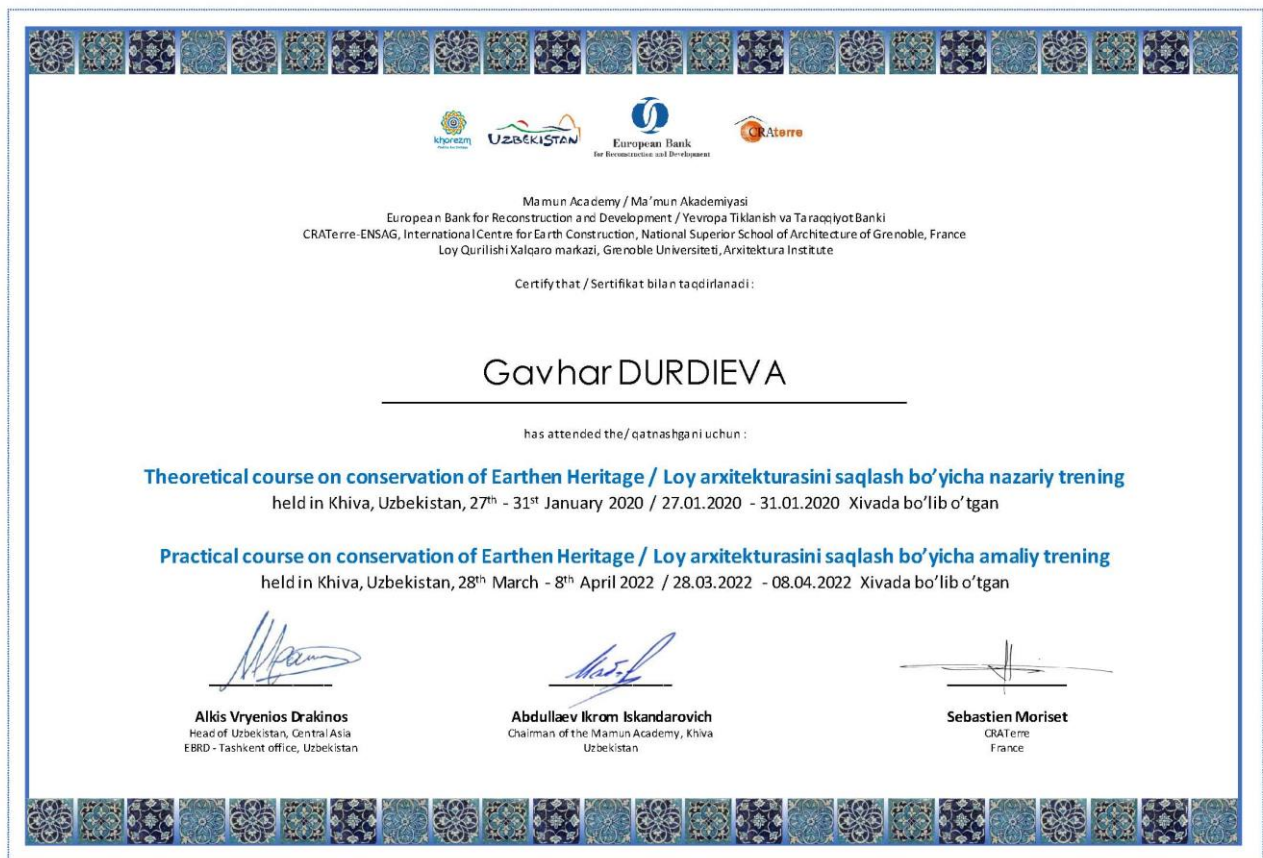 khorezm
UZBEKISTAN
European Bank
for Reconstruction and Development
CRAterre
Mamun Academy / Ma'mun Akademiyasi
European Bank for Reconstruction and Development / Yevropa Tiklanish va Taraqqiyot Banki
CRATerre-ENSAG, International Centre for Earth Construction, National Superior School of Architecture of Grenoble, France
Loy Qurilishi Xalqaro markazi, Grenoble Universiteti, Arxitektura Institute
Certify that / Sertifikat bilan taqdirlanadi :
Gavhar DURDIEVA
has attended the/ qatnashgani uchun :
Theoretical course on conservation of Earthen Heritage / Loy arxitekturasini saqlash bo'yicha nazariy trening
held in Khiva, Uzbekistan, 27th - 31st January 2020 / 27.01.2020 - 31.01.2020 Xivada bo'lib o'tgan
Practical course on conservation of Earthen Heritage / Loy arxitekturasini saqlash bo'yicha amaliy trening
held in Khiva, Uzbekistan, 28th March - 8th April 2022 / 28.03.2022 - 08.04.2022 Xivada bo'lib o'tgan
Alkis Vryenios Drakinos
Head of Uzbekistan, Central Asia
EBRD - Tashkent office, Uzbekistan
Abdullaev Ikrom Iskandarovich
Chairman of the Mamun Academy, Khiva
Uzbekistan
Sebastien Moriset
CRATerre
France